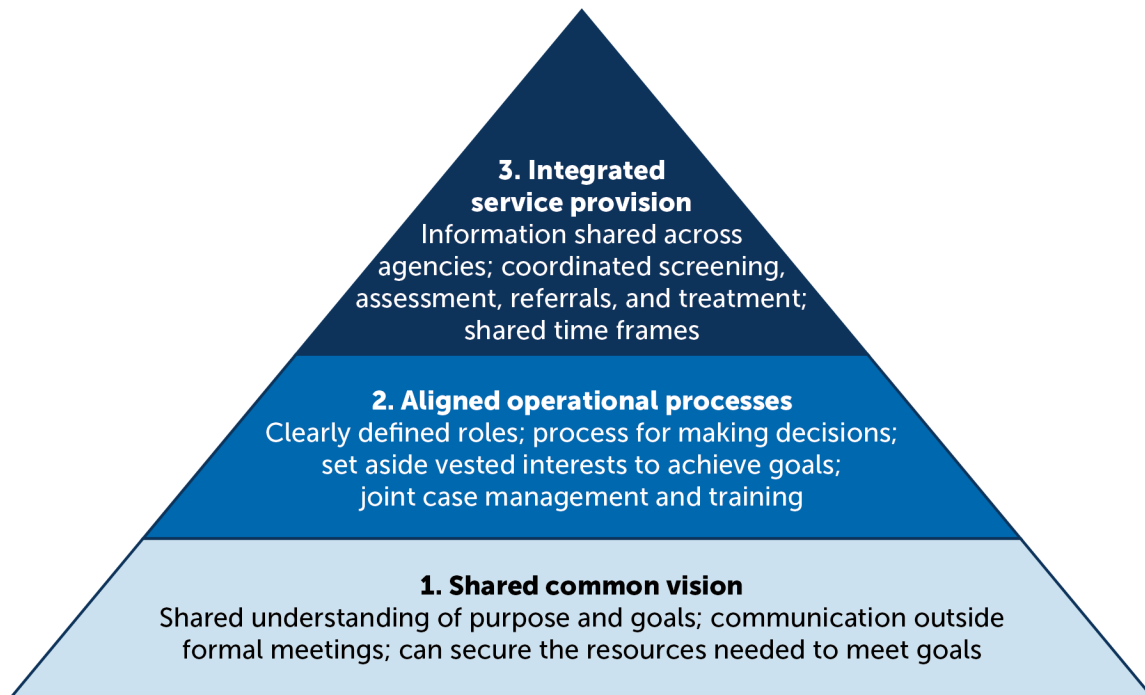 3. Integrated
service provision
Information shared across
agencies; coordinated screening,
assessment, referrals, and treatment;
shared time frames
2. Aligned operational processes
Clearly defined roles; process for making decisions;
set aside vested interests to achieve goals;
joint case management and training
1. Shared common vision
Shared understanding of purpose and goals; communication outside
formal meetings; can secure the resources needed to meet goals